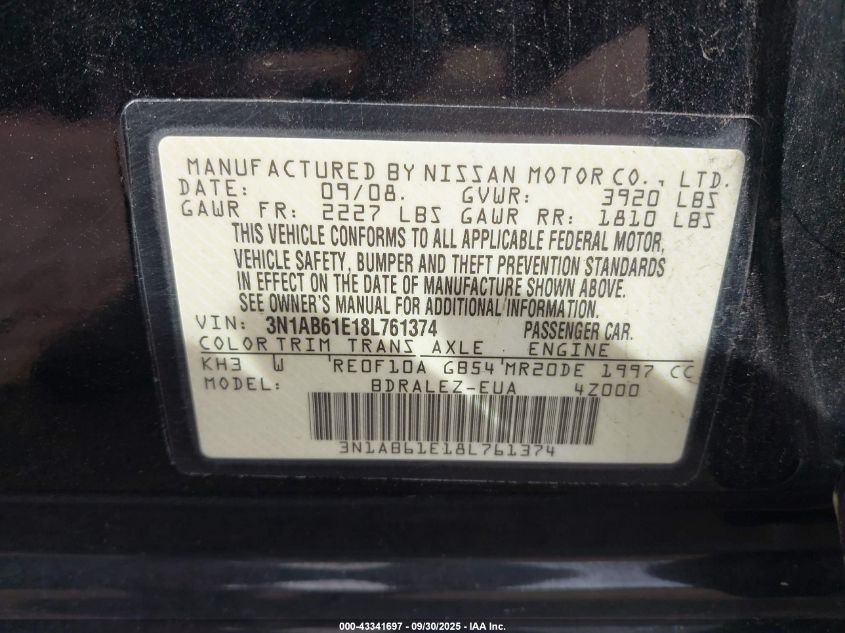 MANUFACTURED BY NISSAN MOTOR CO., LTD.
DATE: 09/08. GVWR: 3920 LBS
GAWR FR: 2227 LBS GAWR RR: 1810 LBS
THIS VEHICLE CONFORMS TO ALL APPLICABLE FEDERAL MOTOR,
VEHICLE SAFETY, BUMPER AND THEFT PREVENTION STANDARDS
IN EFFECT ON THE DATE OF MANUFACTURE SHOWN ABOVE.
SEE OWNER'S MANUAL FOR ADDITIONAL INFORMATION.
VIN: 3N1AB61E18L761374 PASSENGER CAR.
COLOR TRIM TRANS AXLE ENGINE
KH3 W RE0F10A GB54 MR20DE 1997 CC
MODEL: BDRALEZ-EUA 4Z000
3N1AB61E18L761374
000-43341697 - 09/30/2025 - IAA Inc.